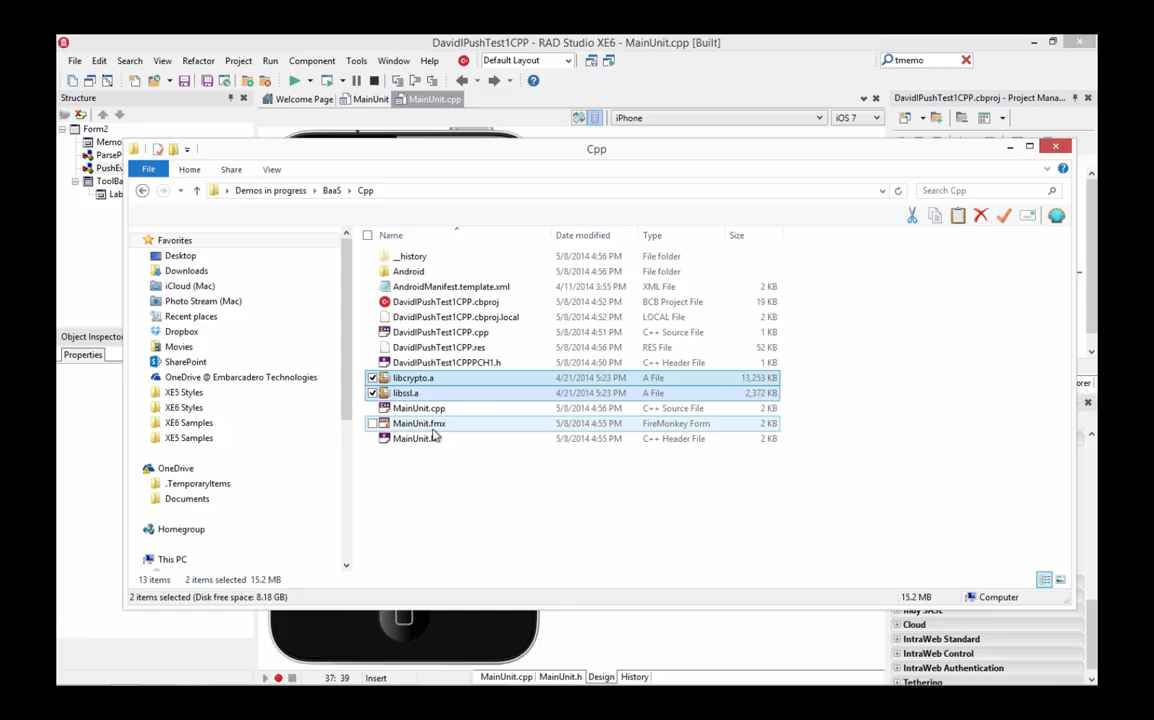 DavidIPushTest1CPP - RAD Studio XE6 - MainUnit.cpp [Built]
File Edit Search View Refactor Project Run Component Tools Window Help Default Layout tmemo
Structure Welcome Page MainUnit MainUnit.cpp DavidIPushTest1CPP.cbproj - Project Mana...
iPhone iOS 7
Form2
Memo
ParseP
PushEv
ToolBa
Lab
Object Inspector
Properties
Cpp
File Home Share View
Demos in progress BaaS Cpp Search Cpp
Favorites
Desktop
Downloads
iCloud (Mac)
Photo Stream (Mac)
Recent places
Dropbox
Movies
SharePoint
OneDrive @ Embarcadero Technologies
XE5 Styles
XE6 Styles
XE6 Samples
XE5 Samples
OneDrive
.TemporaryItems
Documents
Homegroup
This PC
Name Date modified Type Size
__history 5/8/2014 4:56 PM File folder
Android 5/8/2014 4:56 PM File folder
AndroidManifest.template.xml 4/11/2014 3:55 PM XML File 2 KB
DavidIPushTest1CPP.cbproj 5/8/2014 4:52 PM BCB Project File 19 KB
DavidIPushTest1CPP.cbproj.local 5/8/2014 4:52 PM LOCAL File 2 KB
DavidIPushTest1CPP.cpp 5/8/2014 4:51 PM C++ Source File 1 KB
DavidIPushTest1CPP.res 5/8/2014 4:56 PM RES File 52 KB
DavidIPushTest1CPPPCH1.h 5/8/2014 4:50 PM C++ Header File 1 KB
libcrypto.a 4/21/2014 5:23 PM A File 13,253 KB
libssl.a 4/21/2014 5:23 PM A File 2,372 KB
MainUnit.cpp 5/8/2014 4:56 PM C++ Source File 2 KB
MainUnit.fmx 5/8/2014 4:55 PM FireMonkey Form 2 KB
MainUnit. 5/8/2014 4:55 PM C++ Header File 2 KB
13 items 2 items selected 15.2 MB
2 items selected (Disk free space: 8.18 GB) 15.2 MB Computer
Cloud
IntraWeb Standard
IntraWeb Control
IntraWeb Authentication
Tethering
37: 39 Insert MainUnit.cpp MainUnit.h Design History